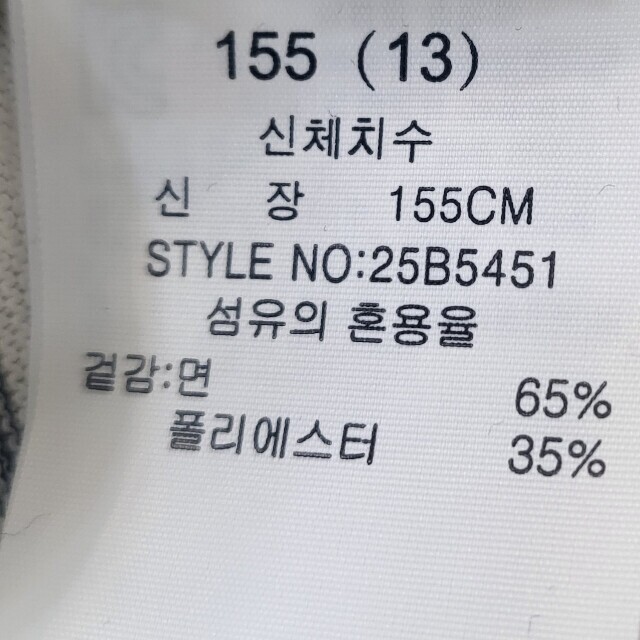 155 (13)
신체치수
신 장 155CM
STYLE NO:25B5451
섬유의 혼용율
겉감:면 65%
폴리에스터 35%